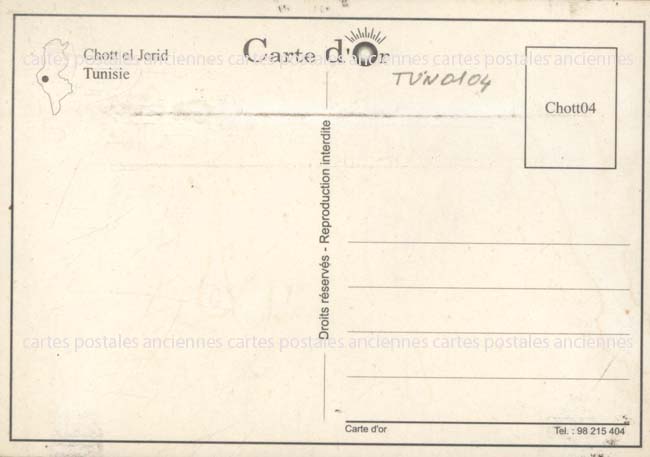 Chott el Jerid
Tunisie
Carte d'Or
TUN0104
Chott04
cartes postales anciennes cartes postales anciennes cartes postales anciennes
Droits réservés - Reproduction interdite
cartes postales anciennes cartes postales anciennes cartes postales anciennes
Carte d'or
Tel. : 98 215 404